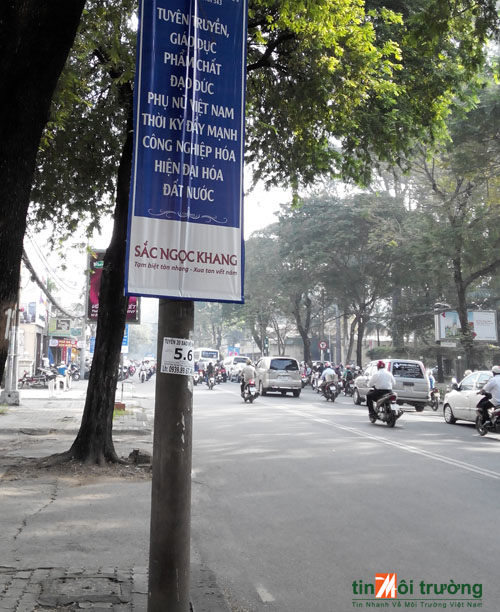 TUYÊN TRUYỀN,
GIÁO DỤC
PHẨM CHẤT
ĐẠO ĐỨC
PHỤ NỮ VIỆT NAM
THỜI KỲ ĐẨY MẠNH
CÔNG NGHIỆP HÓA
HIỆN ĐẠI HÓA
ĐẤT NƯỚC
SẮC NGỌC KHANG
Tạm biệt tàn nhang - Xua tan vết nám
5.6
tin Môi trường
Tin Nhanh Về Môi Trường Việt Nam